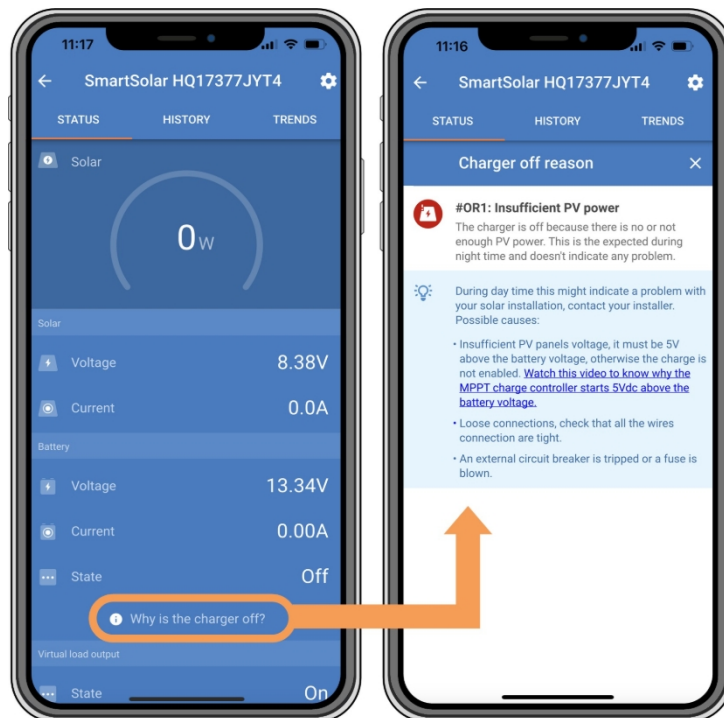 11:17
SmartSolar HQ17377JYT4
STATUS HISTORY TRENDS
Solar
0W
Solar
Voltage 8.38V
Current 0.0A
Battery
Voltage 13.34V
Current 0.00A
State Off
Why is the charger off?
Virtual load output
State On
11:16
SmartSolar HQ17377JYT4
STATUS HISTORY TRENDS
Charger off reason
#OR1: Insufficient PV power
The charger is off because there is no or not
enough PV power. This is the expected during
night time and doesn't indicate any problem.
During day time this might indicate a problem with
your solar installation, contact your installer.
Possible causes:
• Insufficient PV panels voltage, it must be 5V
above the battery voltage, otherwise the charge is
not enabled. Watch this video to know why the
MPPT charge controller starts 5Vdc above the
battery voltage.
• Loose connections, check that all the wires
connection are tight.
• An external circuit breaker is tripped or a fuse is
blown.